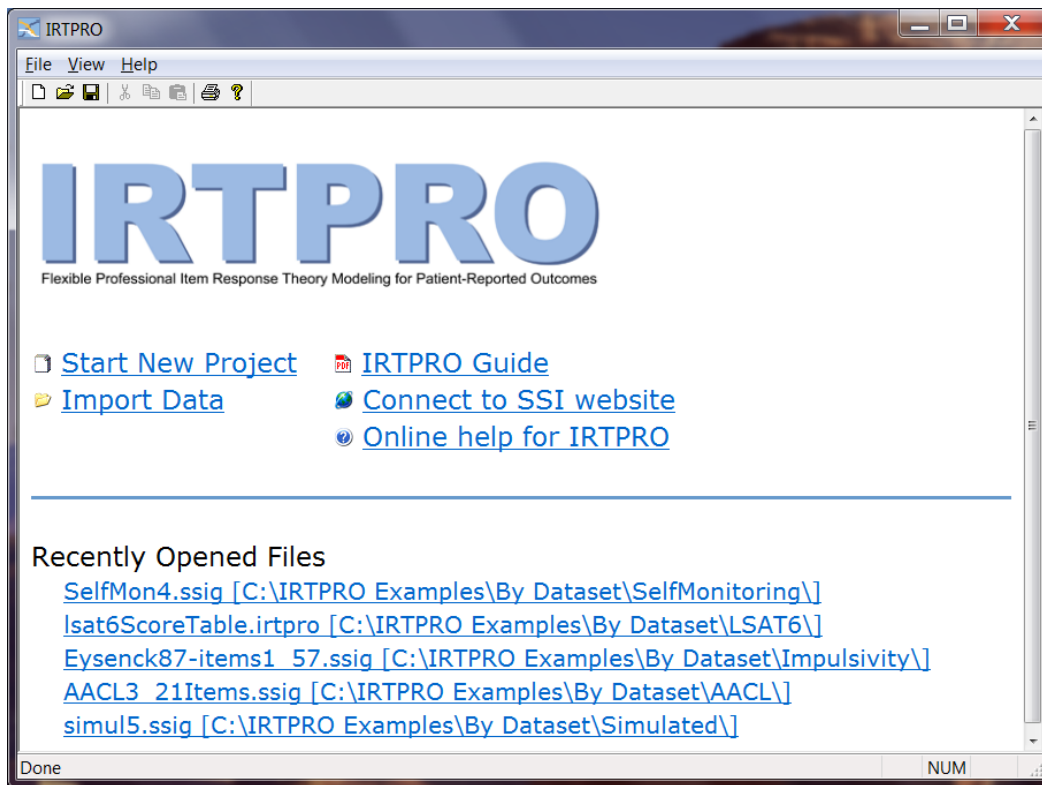 IRTPRO
File View Help
IRTPRO
Flexible Professional Item Response Theory Modeling for Patient-Reported Outcomes
Start New Project
PDF IRTPRO Guide
Import Data
Connect to SSI website
Online help for IRTPRO
Recently Opened Files
SelfMon4.ssig [C:\IRTPRO Examples\By Dataset\SelfMonitoring\]
lsat6ScoreTable.irtpro [C:\IRTPRO Examples\By Dataset\LSAT6\]
Eysenck87-items1_57.ssig [C:\IRTPRO Examples\By Dataset\Impulsivity\]
AACL3_21Items.ssig [C:\IRTPRO Examples\By Dataset\AACL\]
simul5.ssig [C:\IRTPRO Examples\By Dataset\Simulated\]
Done NUM